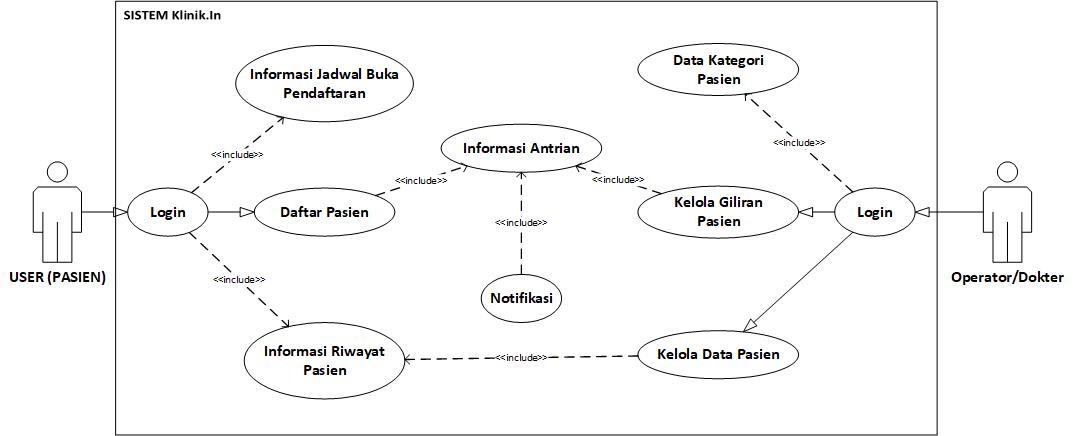 SISTEM Klinik.In
Informasi Jadwal Buka
Pendaftaran
Data Kategori
Pasien
<<include>>
<<include>>
Informasi Antrian
<<include>>
<<include>>
Login
Daftar Pasien
<<include>>
Kelola Giliran
Pasien
Login
USER (PASIEN)
Operator/Dokter
<<include>>
Notifikasi
Informasi Riwayat
Pasien
<<include>>
Kelola Data Pasien